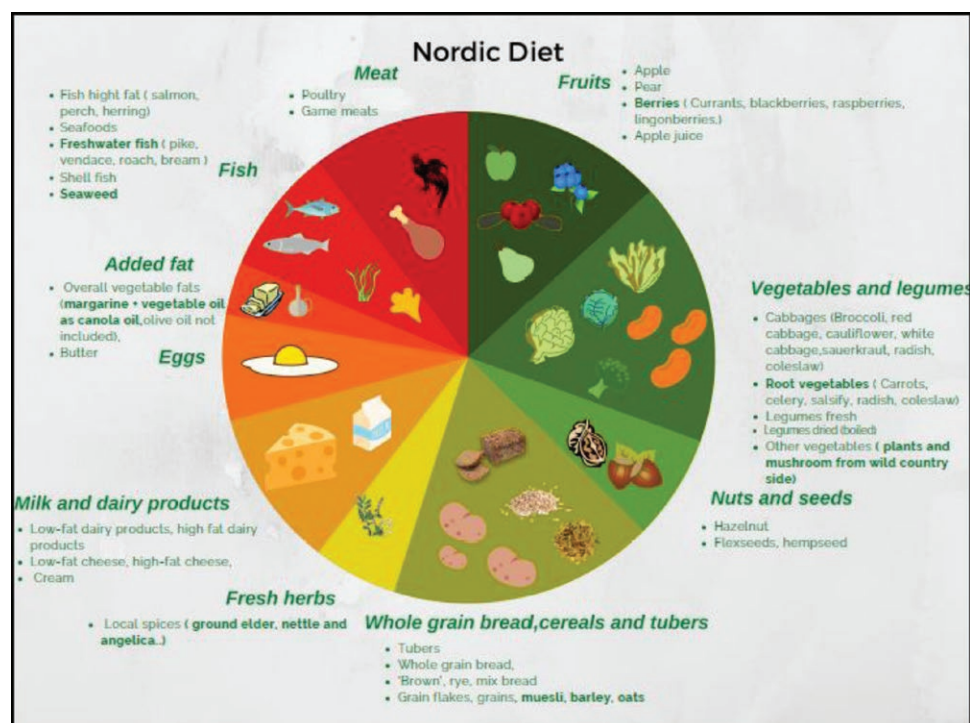 Nordic Diet
Meat
• Poultry
• Game meats
Fruits
• Apple
• Pear
• Berries ( Currants, blackberries, raspberries,
lingonberries.)
• Apple juice
• Fish hight fat ( salmon,
perch, herring)
• Seafoods
• Freshwater fish ( pike,
vendace, roach, bream )
• Shell fish
• Seaweed
Fish
Added fat
• Overall vegetable fats
(margarine + vegetable oil
as canola oil,olive oil not
included),
• Butter
Eggs
Vegetables and legumes
• Cabbages (Broccoli, red
cabbage, cauliflower, white
cabbage,sauerkraut, radish,
coleslaw)
• Root vegetables ( Carrots,
celery, salsify, radish, coleslaw)
• Legumes fresh
• Legumes dried (boiled)
• Other vegetables ( plants and
mushroom from wild country
side)
Nuts and seeds
• Hazelnut
• Flexseeds, hempseed
Milk and dairy products
• Low-fat dairy products, high fat dairy
products
• Low-fat cheese, high-fat cheese,
• Cream
Fresh herbs
• Local spices ( ground elder, nettle and
angelica..)
Whole grain bread,cereals and tubers
• Tubers
• Whole grain bread,
• 'Brown', rye, mix bread
• Grain flakes, grains, muesli, barley, oats